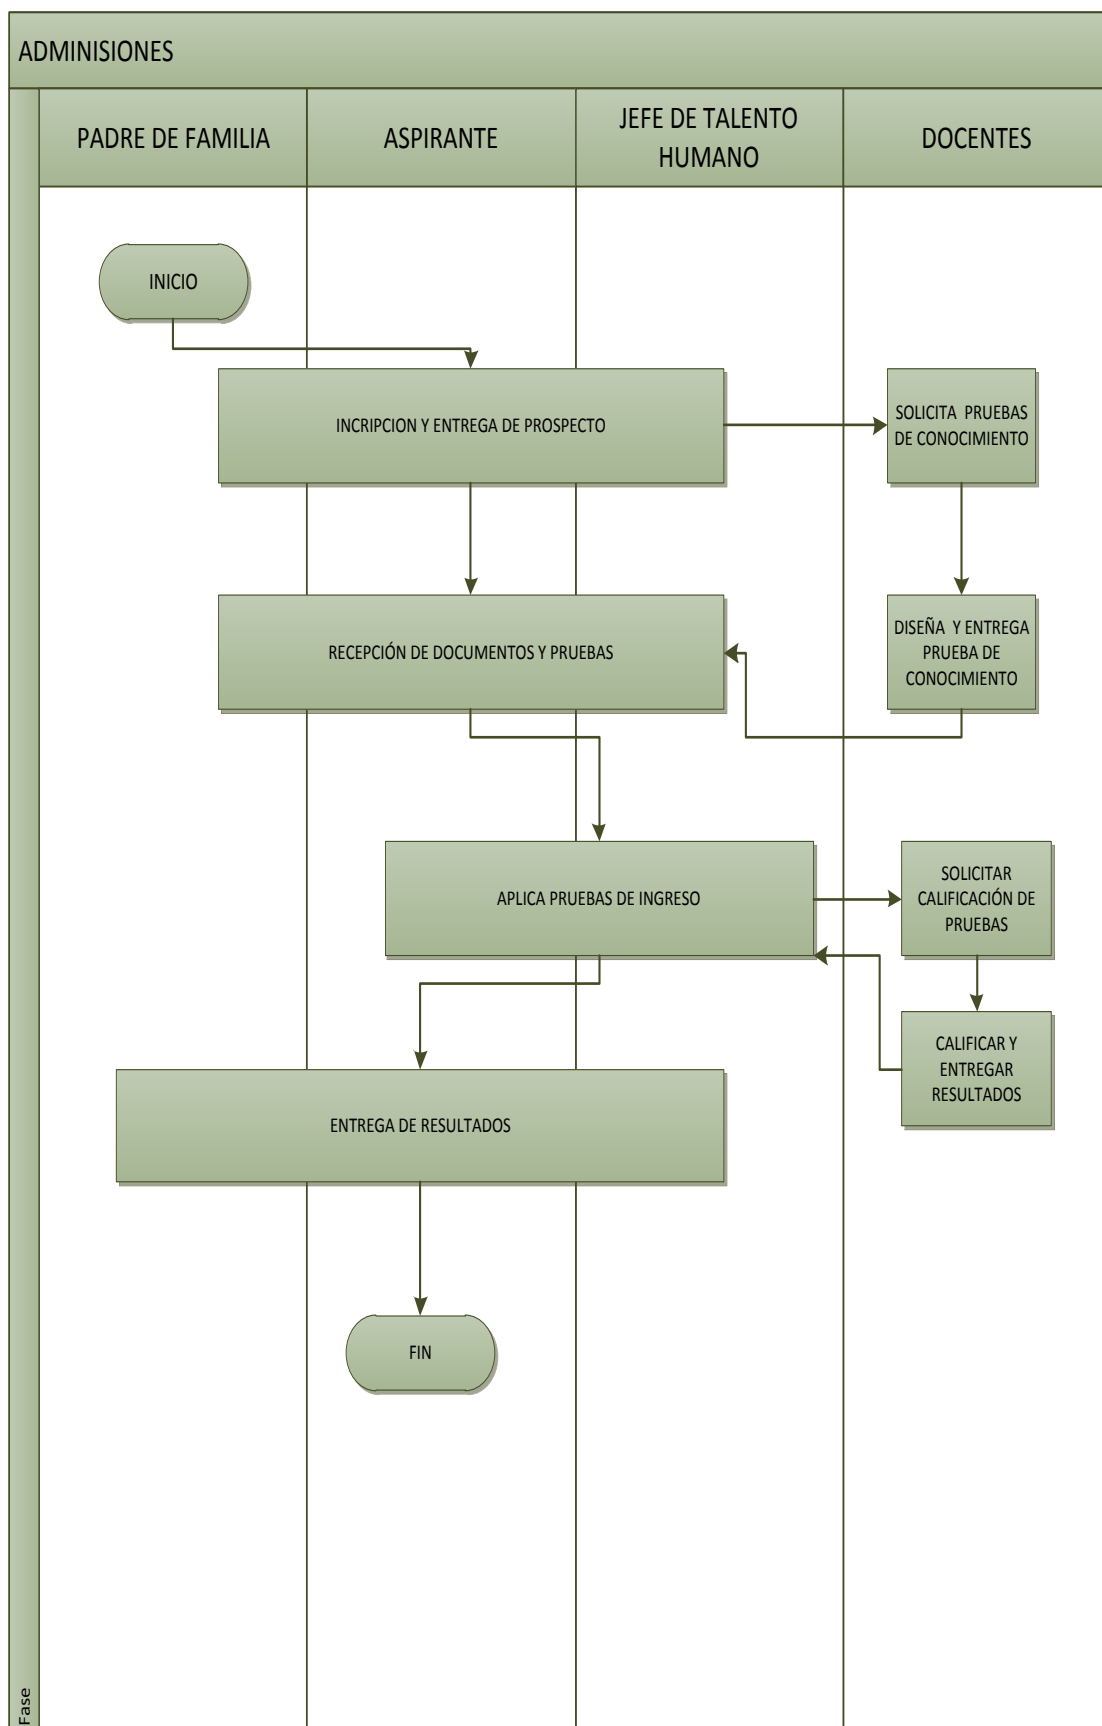 ADMINISIONES
PADRE DE FAMILIA
ASPIRANTE
JEFE DE TALENTO
HUMANO
DOCENTES
INICIO
INCRIPCION Y ENTREGA DE PROSPECTO
SOLICITA PRUEBAS
DE CONOCIMIENTO
RECEPCIÓN DE DOCUMENTOS Y PRUEBAS
DISEÑA Y ENTREGA
PRUEBA DE
CONOCIMIENTO
APLICA PRUEBAS DE INGRESO
SOLICITAR
CALIFICACIÓN DE
PRUEBAS
CALIFICAR Y
ENTREGAR
RESULTADOS
ENTREGA DE RESULTADOS
FIN
Fase